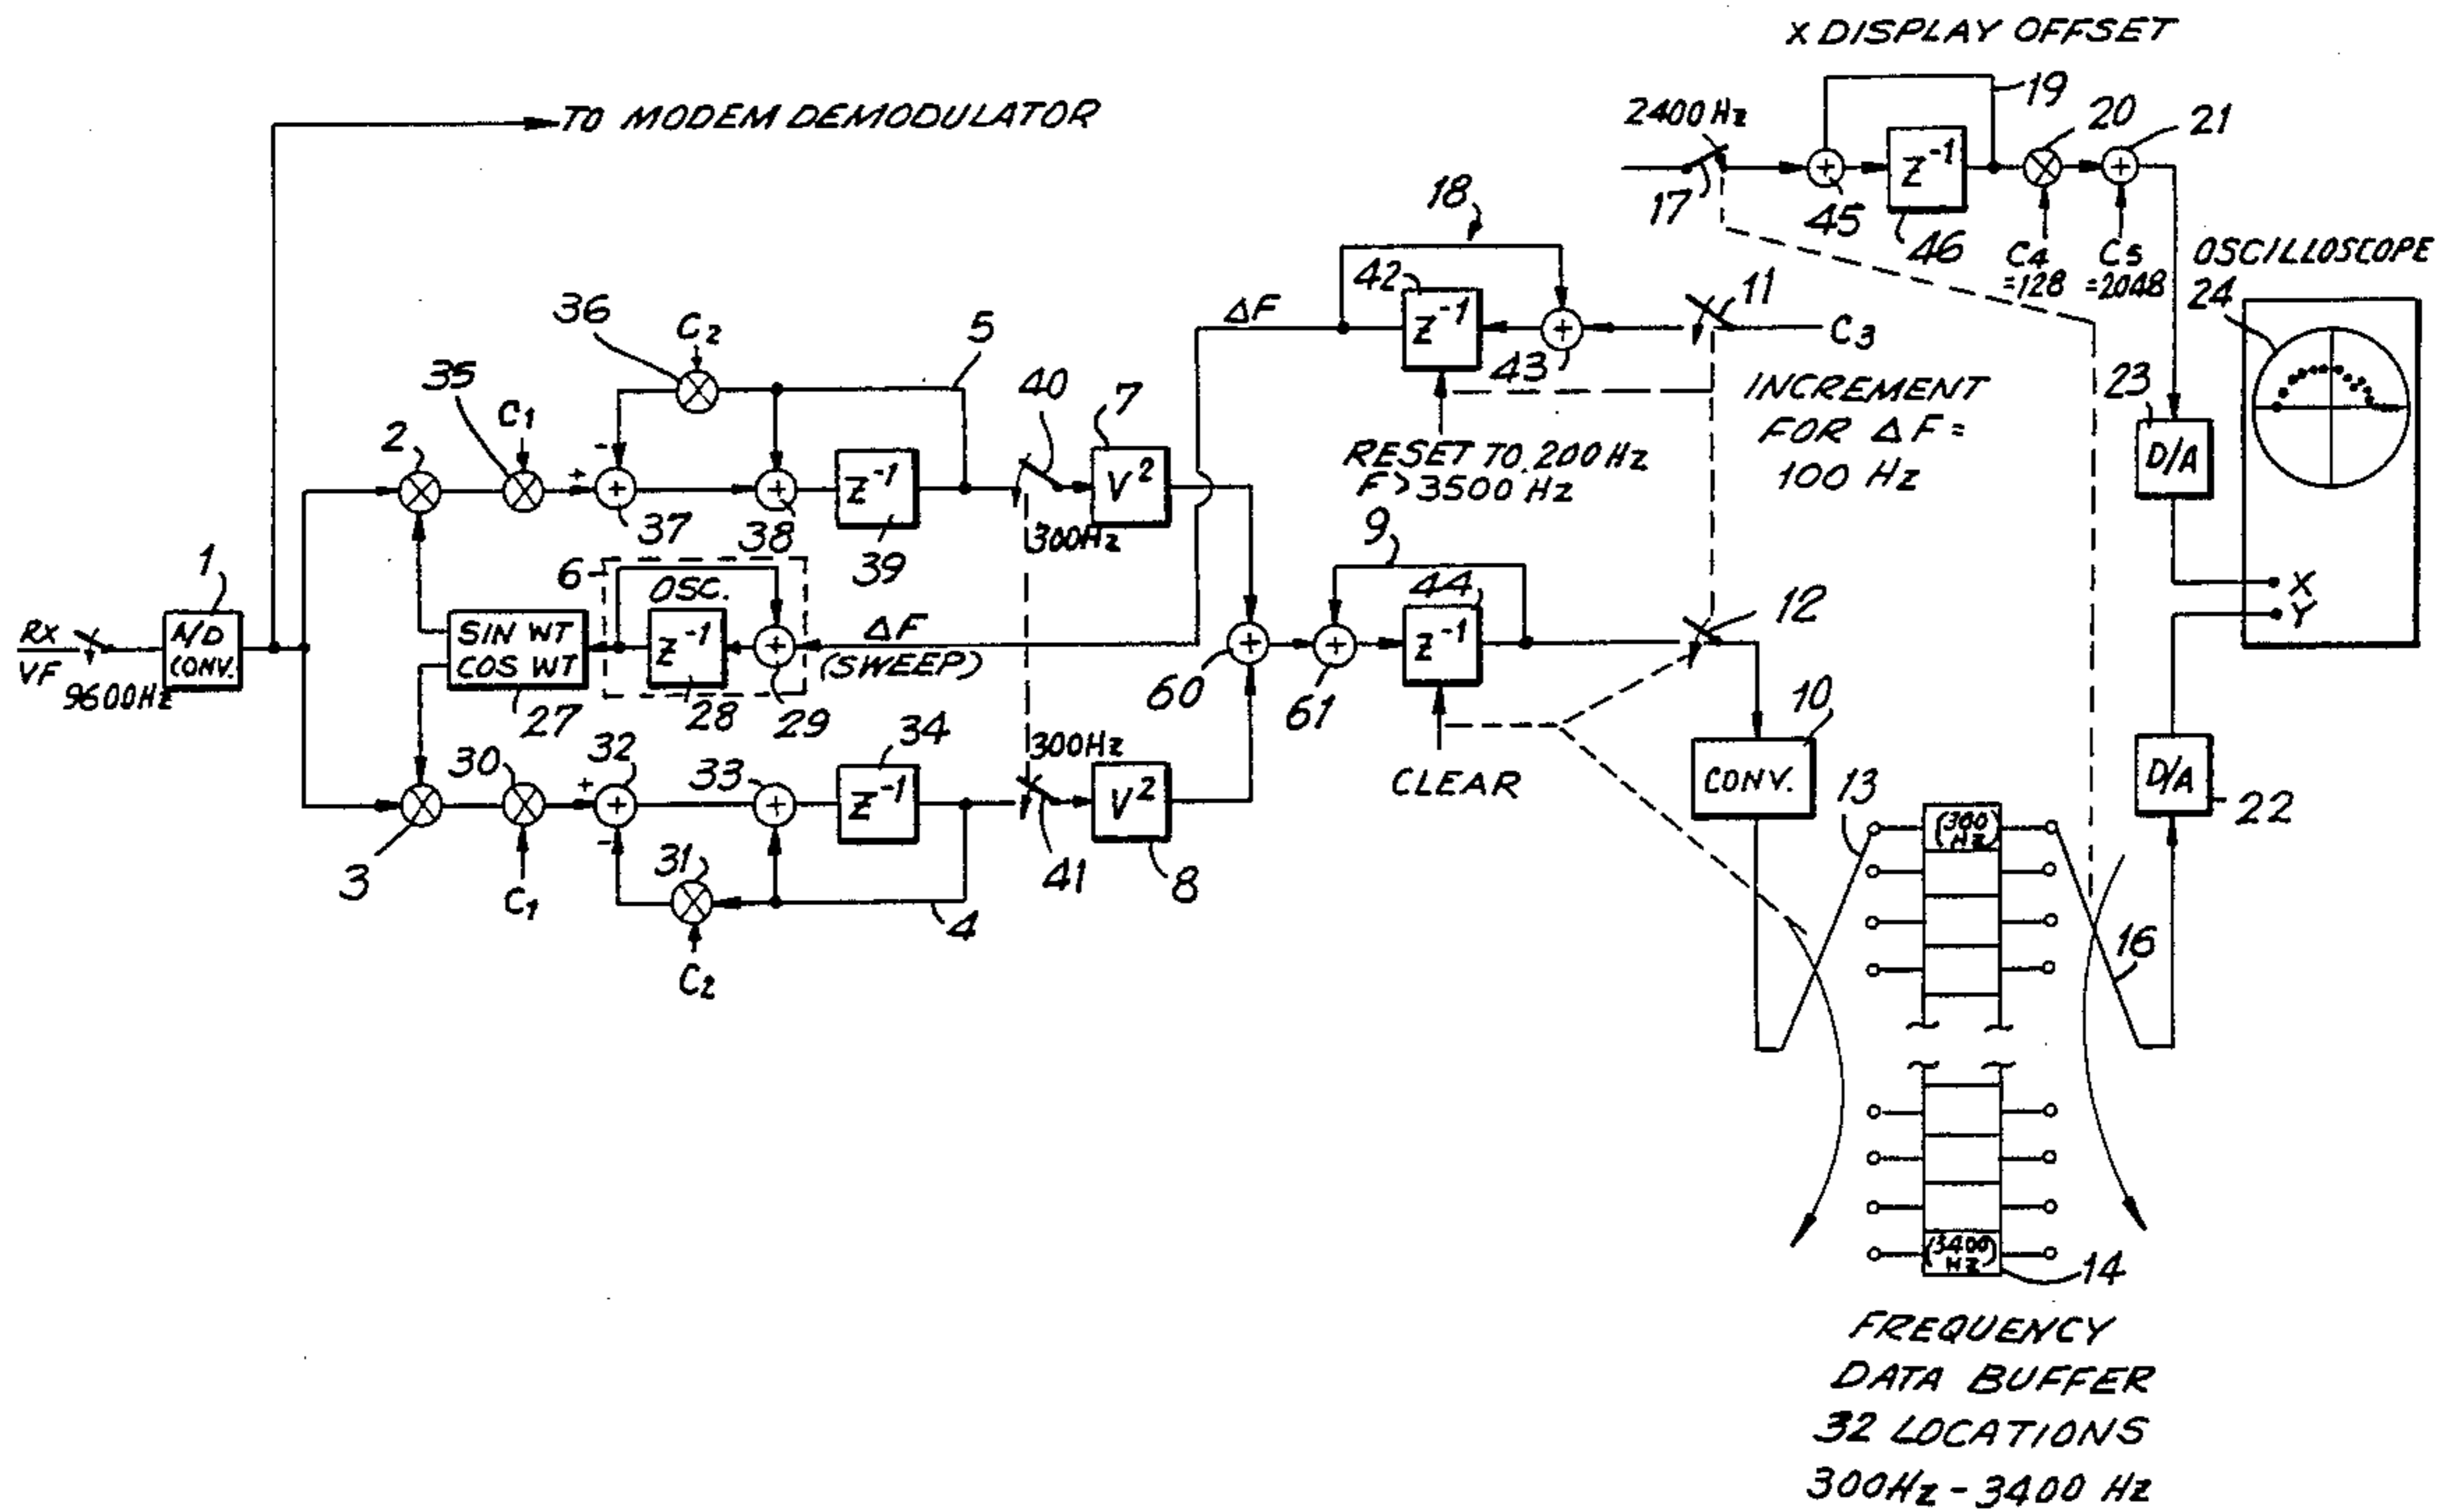 X DISPLAY OFFSET
TO MODEM DEMODULATOR
2400 Hz
19
20
21
17
45
Z⁻¹
46
C4
=128
C5
=2048
OSCILLOSCOPE
24
18
42
Z⁻¹
43
11
C3
ΔF
INCREMENT
FOR ΔF =
100 Hz
RESET TO 200 Hz
F > 3500 Hz
23
D/A
36
C2
5
35
C1
40
7
V²
2
+
-
37
38
Z⁻¹
39
300Hz
9
44
Z⁻¹
12
X
Y
1
RX
VF
9600Hz
A/D
CONV.
6
OSC.
SIN WT
COS WT
27
Z⁻¹
28
29
ΔF
(SWEEP)
60
61
CLEAR
10
CONV.
D/A
22
30
32
33
34
Z⁻¹
300Hz
V²
8
3
C1
+
-
31
C2
4
41
13
(300
HZ)
16
(3400
HZ)
14
FREQUENCY
DATA BUFFER
32 LOCATIONS
300Hz - 3400 Hz